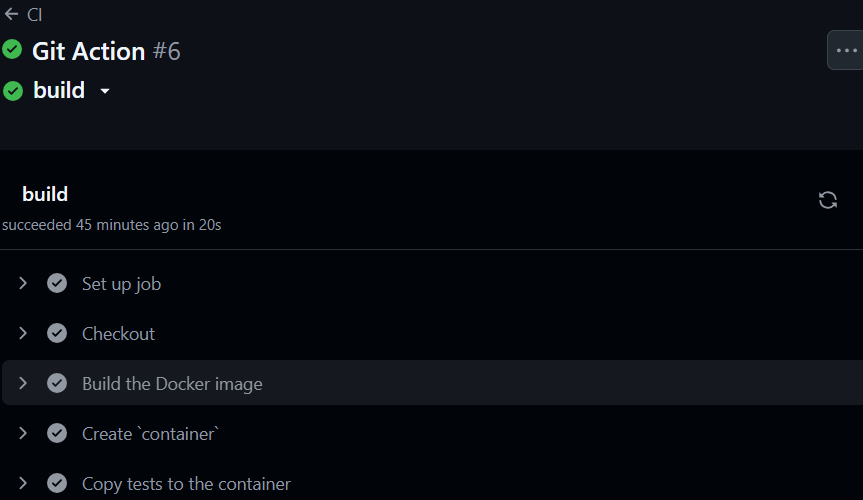 CI
Git Action #6
build
build
succeeded 45 minutes ago in 20s
Set up job
Checkout
Build the Docker image
Create `container`
Copy tests to the container